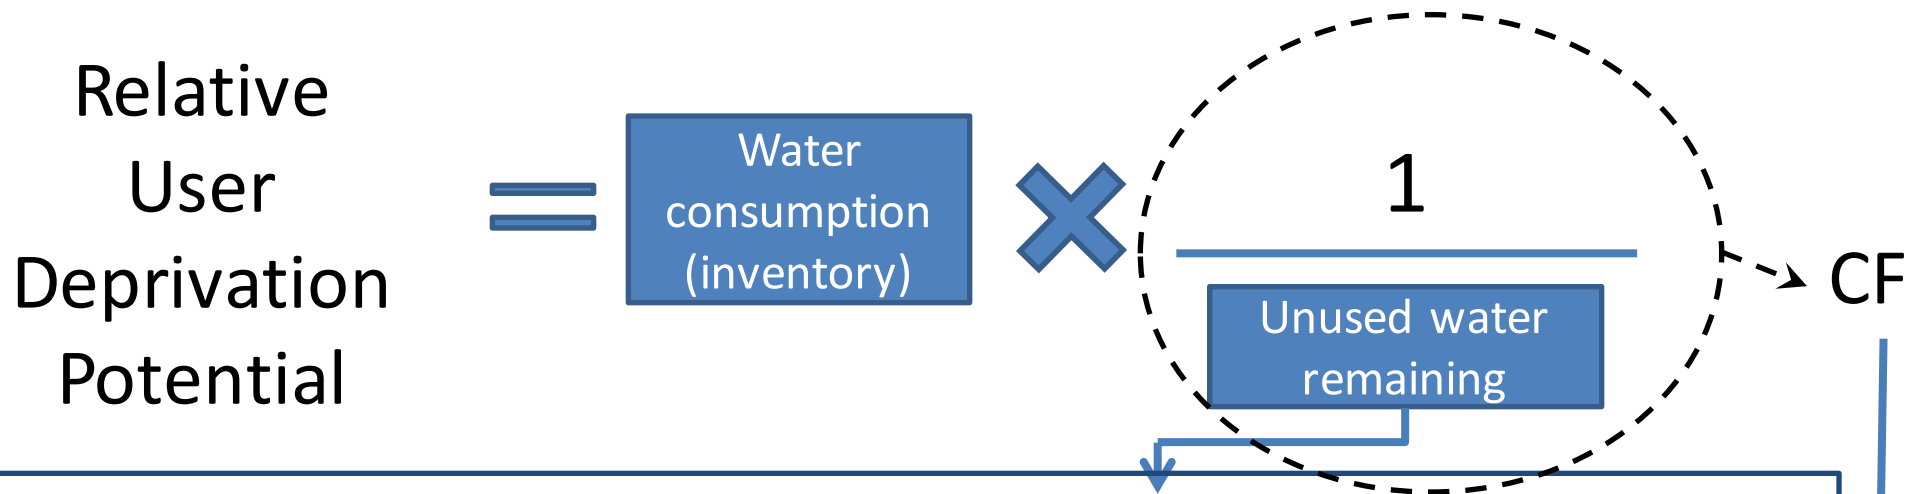 Relative
User
Deprivation
Potential
Water
consumption
(inventory)
1
Unused water
remaining
CF